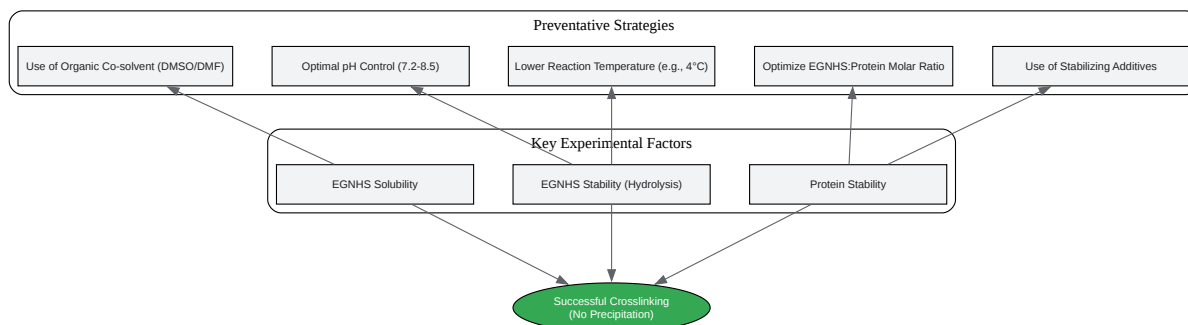 Preventative Strategies
Use of Organic Co-solvent (DMSO/DMF)
Optimal pH Control (7.2-8.5)
Lower Reaction Temperature (e.g., 4°C)
Optimize EGNHS:Protein Molar Ratio
Use of Stabilizing Additives
Key Experimental Factors
EGNHS Solubility
EGNHS Stability (Hydrolysis)
Protein Stability
Successful Crosslinking
(No Precipitation)